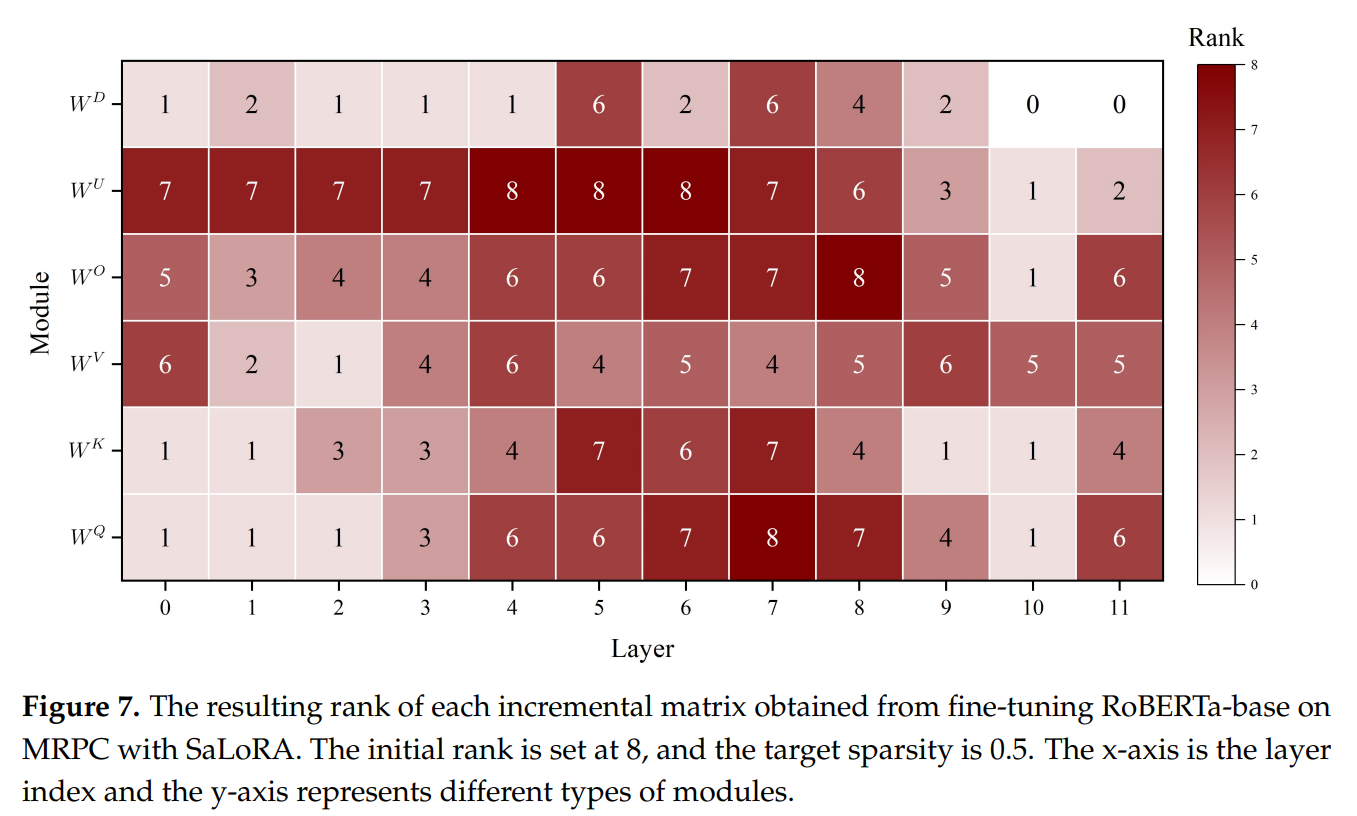 Rank
W^D 1 2 1 1 1 6 2 6 4 2 0 0
W^U 7 7 7 7 8 8 8 7 6 3 1 2
W^O 5 3 4 4 6 6 7 7 8 5 1 6
W^V 6 2 1 4 6 4 5 4 5 6 5 5
W^K 1 1 3 3 4 7 6 7 4 1 1 4
W^Q 1 1 1 3 6 6 7 8 7 4 1 6
Module
0 1 2 3 4 5 6 7 8 9 10 11
Layer
8
7
6
5
4
3
2
1
0
Figure 7. The resulting rank of each incremental matrix obtained from fine-tuning RoBERTa-base on
MRPC with SaLoRA. The initial rank is set at 8, and the target sparsity is 0.5. The x-axis is the layer
index and the y-axis represents different types of modules.